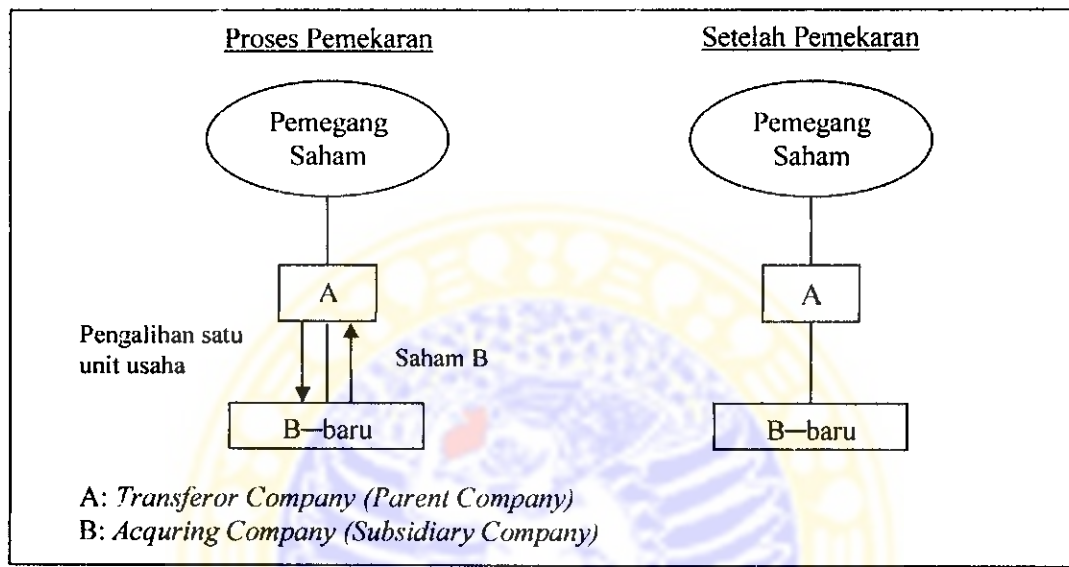 Proses Pemekaran
Setelah Pemekaran
Pemegang
Saham
Pemegang
Saham
A
A
Pengalihan satu
unit usaha
Saham B
B—baru
B—baru
A: Transferor Company (Parent Company)
B: Acquring Company (Subsidiary Company)